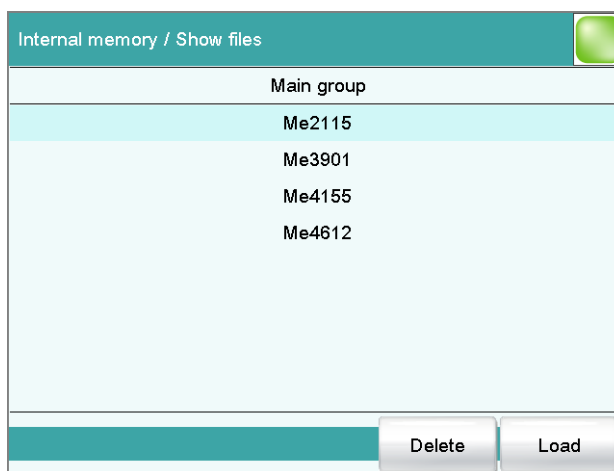 Internal memory / Show files
Main group
Me2115
Me3901
Me4155
Me4612
Delete Load